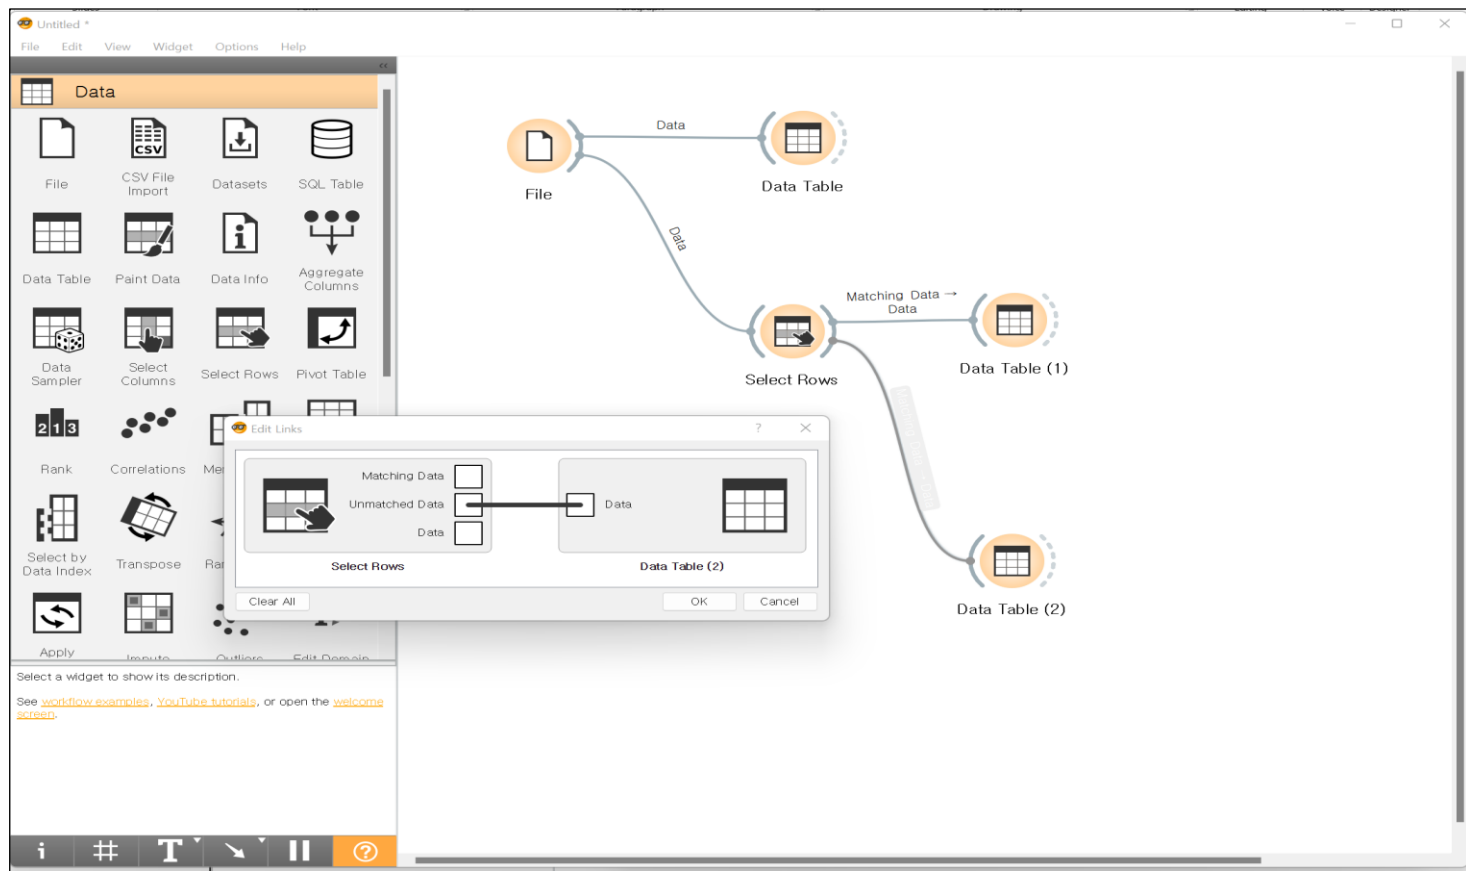 Untitled *
File Edit View Widget Options Help
Data
File
CSV File
Import
Datasets
SQL Table
Data Table
Paint Data
Data Info
Aggregate
Columns
Data
Sampler
Select
Columns
Select Rows
Pivot Table
Rank
Correlations
Select by
Data Index
Transpose
Apply
Impute
Outliers
Edit Domain
Select a widget to show its description.
See workflow examples, YouTube tutorials, or open the welcome
screen.
Data
File
Data Table
Data
Matching Data →
Data
Select Rows
Data Table (1)
Data Table (2)
Edit Links
? 
Matching Data
Unmatched Data
Data
Data
Select Rows
Data Table (2)
Clear All
OK
Cancel